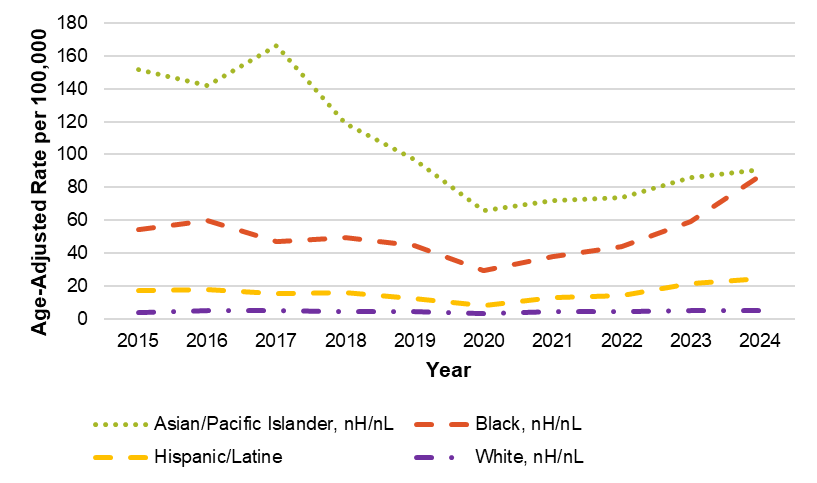 180
160
140
120
100
80
60
40
20
0
Age-Adjusted Rate per 100,000
2015 2016 2017 2018 2019 2020 2021 2022 2023 2024
Year
Asian/Pacific Islander, nH/nL Black, nH/nL
Hispanic/Latine White, nH/nL